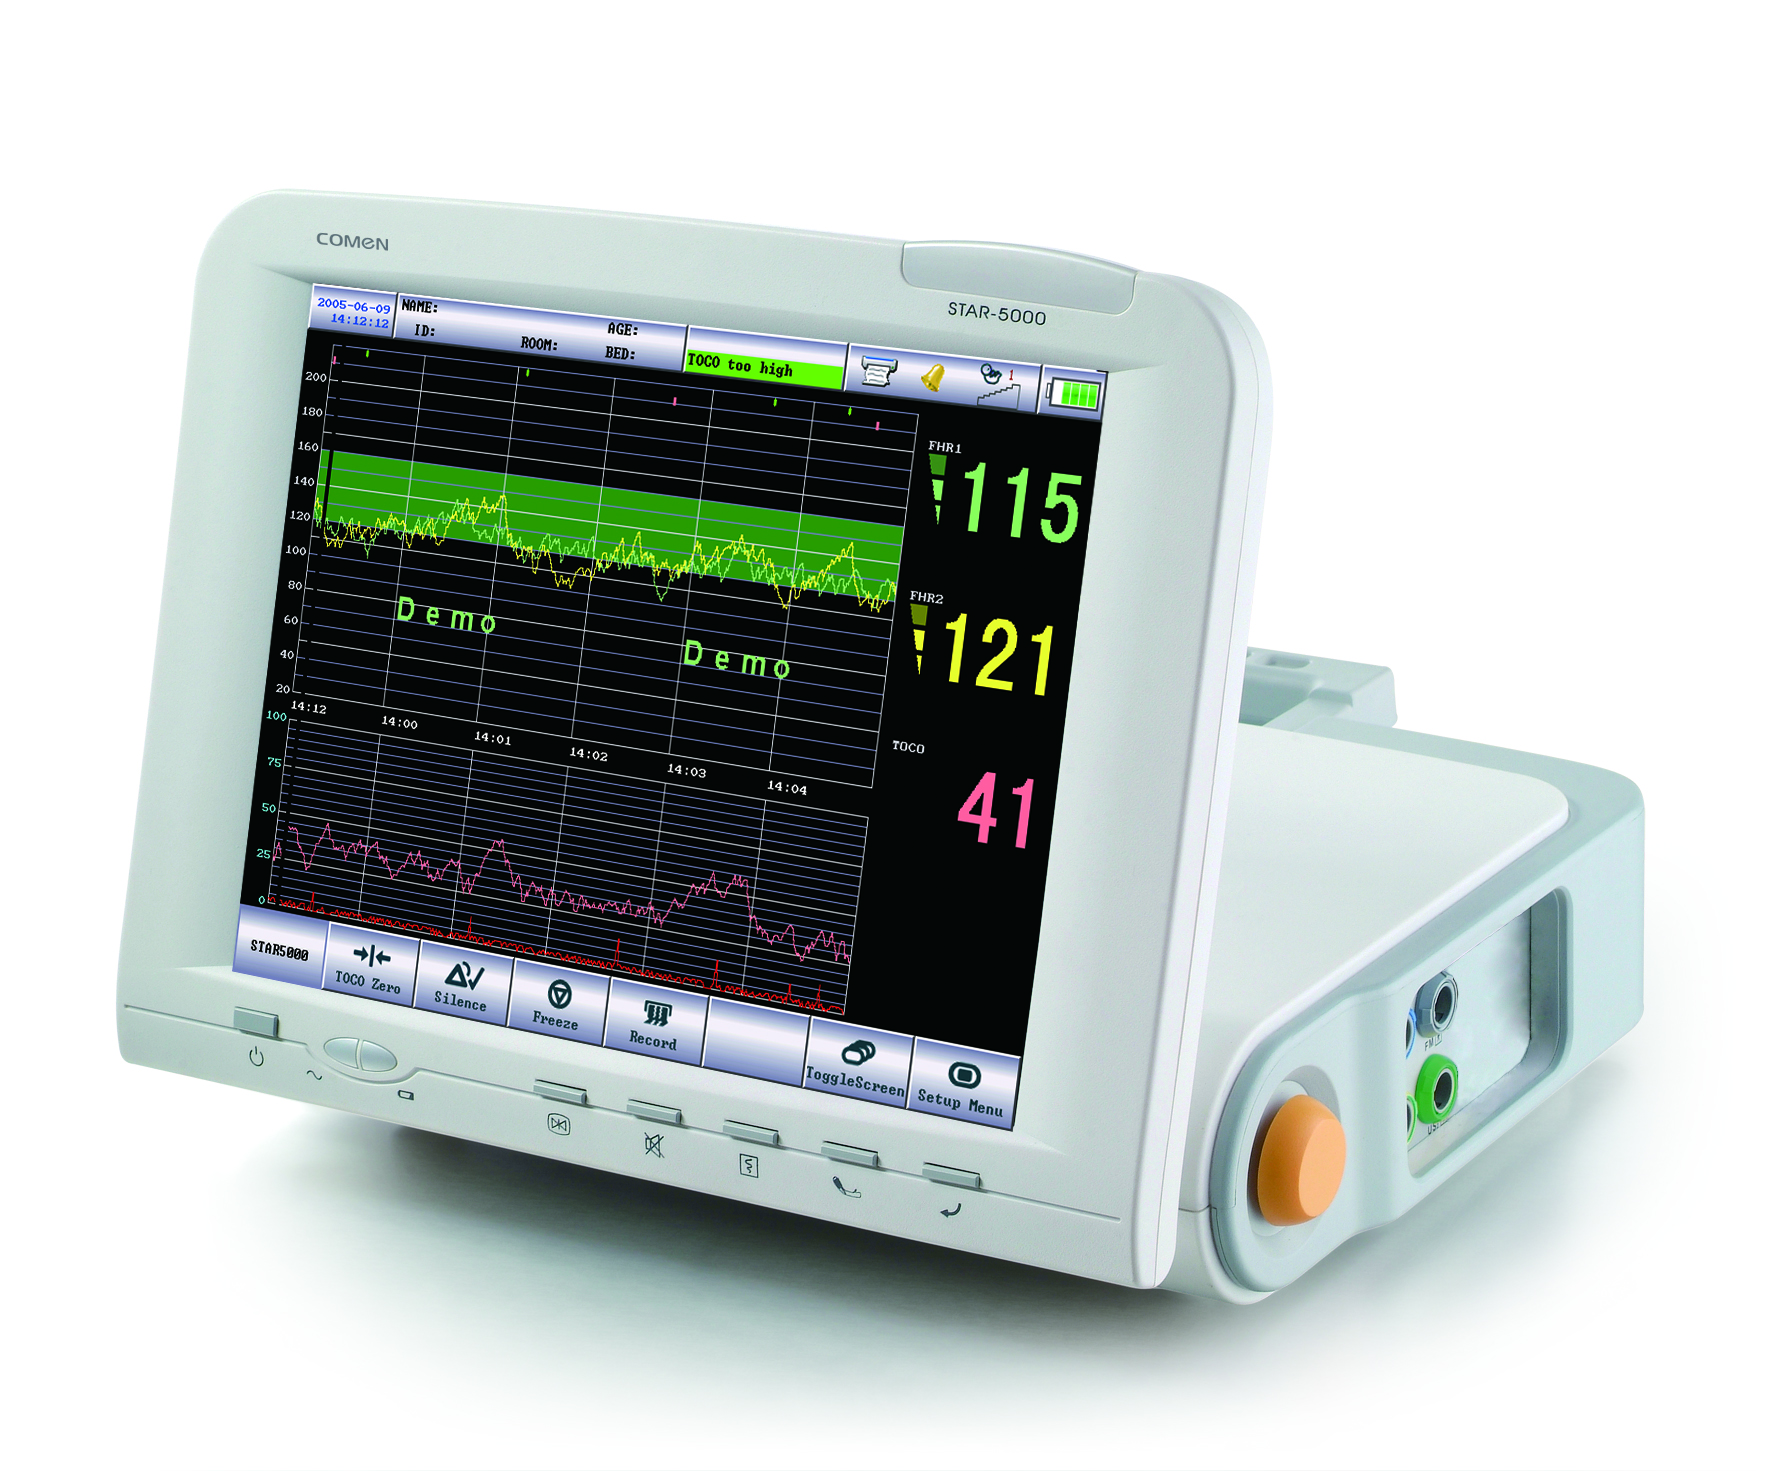 COMeN
STAR-5000
2005-06-09
14:12:12
NAME:
ID:
AGE:
ROOM:
BED:
TOCO too high
1
200
180
160
140
120
100
80
60
40
20
14:12
14:00
14:01
14:02
14:03
14:04
Demo
Demo
FHR1
115
FHR2
121
TOCO
41
100
75
50
25
0
STAR5000
TOCO Zero
Silence
Freeze
Record
ToggleScreen
Setup Menu
FM